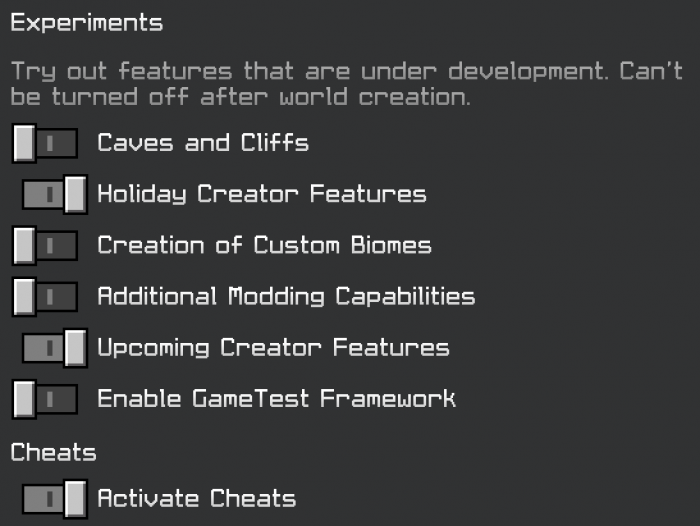 Experiments
Try out features that are under development. Can't
be turned off after world creation.
Caves and Cliffs
Holiday Creator Features
Creation of Custom Biomes
Additional Modding Capabilities
Upcoming Creator Features
Enable GameTest Framework
Cheats
Activate Cheats